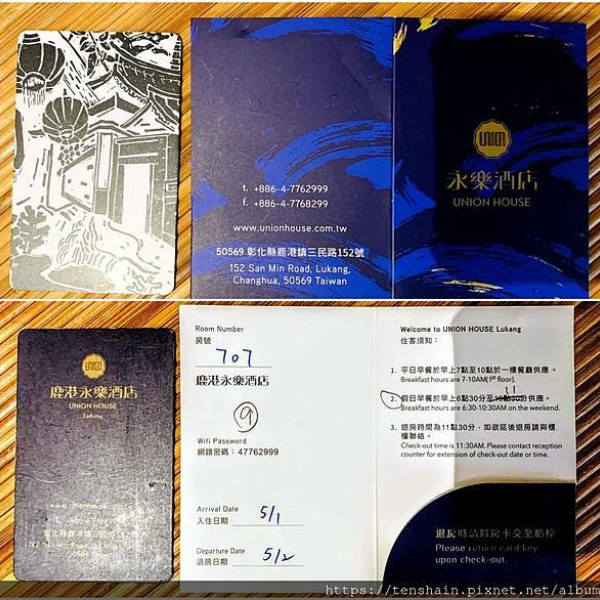 t. +886-4-7762999
f. +886-4-7768299
www.unionhouse.com.tw
50569 彰化縣鹿港鎮三民路152號
152 San Min Road, Lukang,
Changhua, 50569 Taiwan
UNION
永樂酒店
UNION HOUSE
UNION
鹿港永樂酒店
UNION HOUSE
Lukang
Room Number
房號
707
鹿港永樂酒店
9
Wifi Password
網路密碼：47762999
Arrival Date
入住日期
5/1
Departure Date
退房日期
5/2
Welcome to UNION HOUSE Lukang
住客須知：
1. 平日早餐於早上7點至10點於一樓餐廳供應。
Breakfast hours are 7-10AM(1st floor).
11
2. 假日早餐於早上6點30分至10點30分供應。
Breakfast hours are 6:30-10:30AM on the weekend.
3. 退房時間為11點30分，如欲延後退房請與櫃
檯聯絡。
Check-out time is 11:30AM. Please contact reception
counter for extension of check-out date or time.
退房時請將房卡交至櫃檯
Please return card key
upon check-out.
https://tenshain.pixnet.net/album